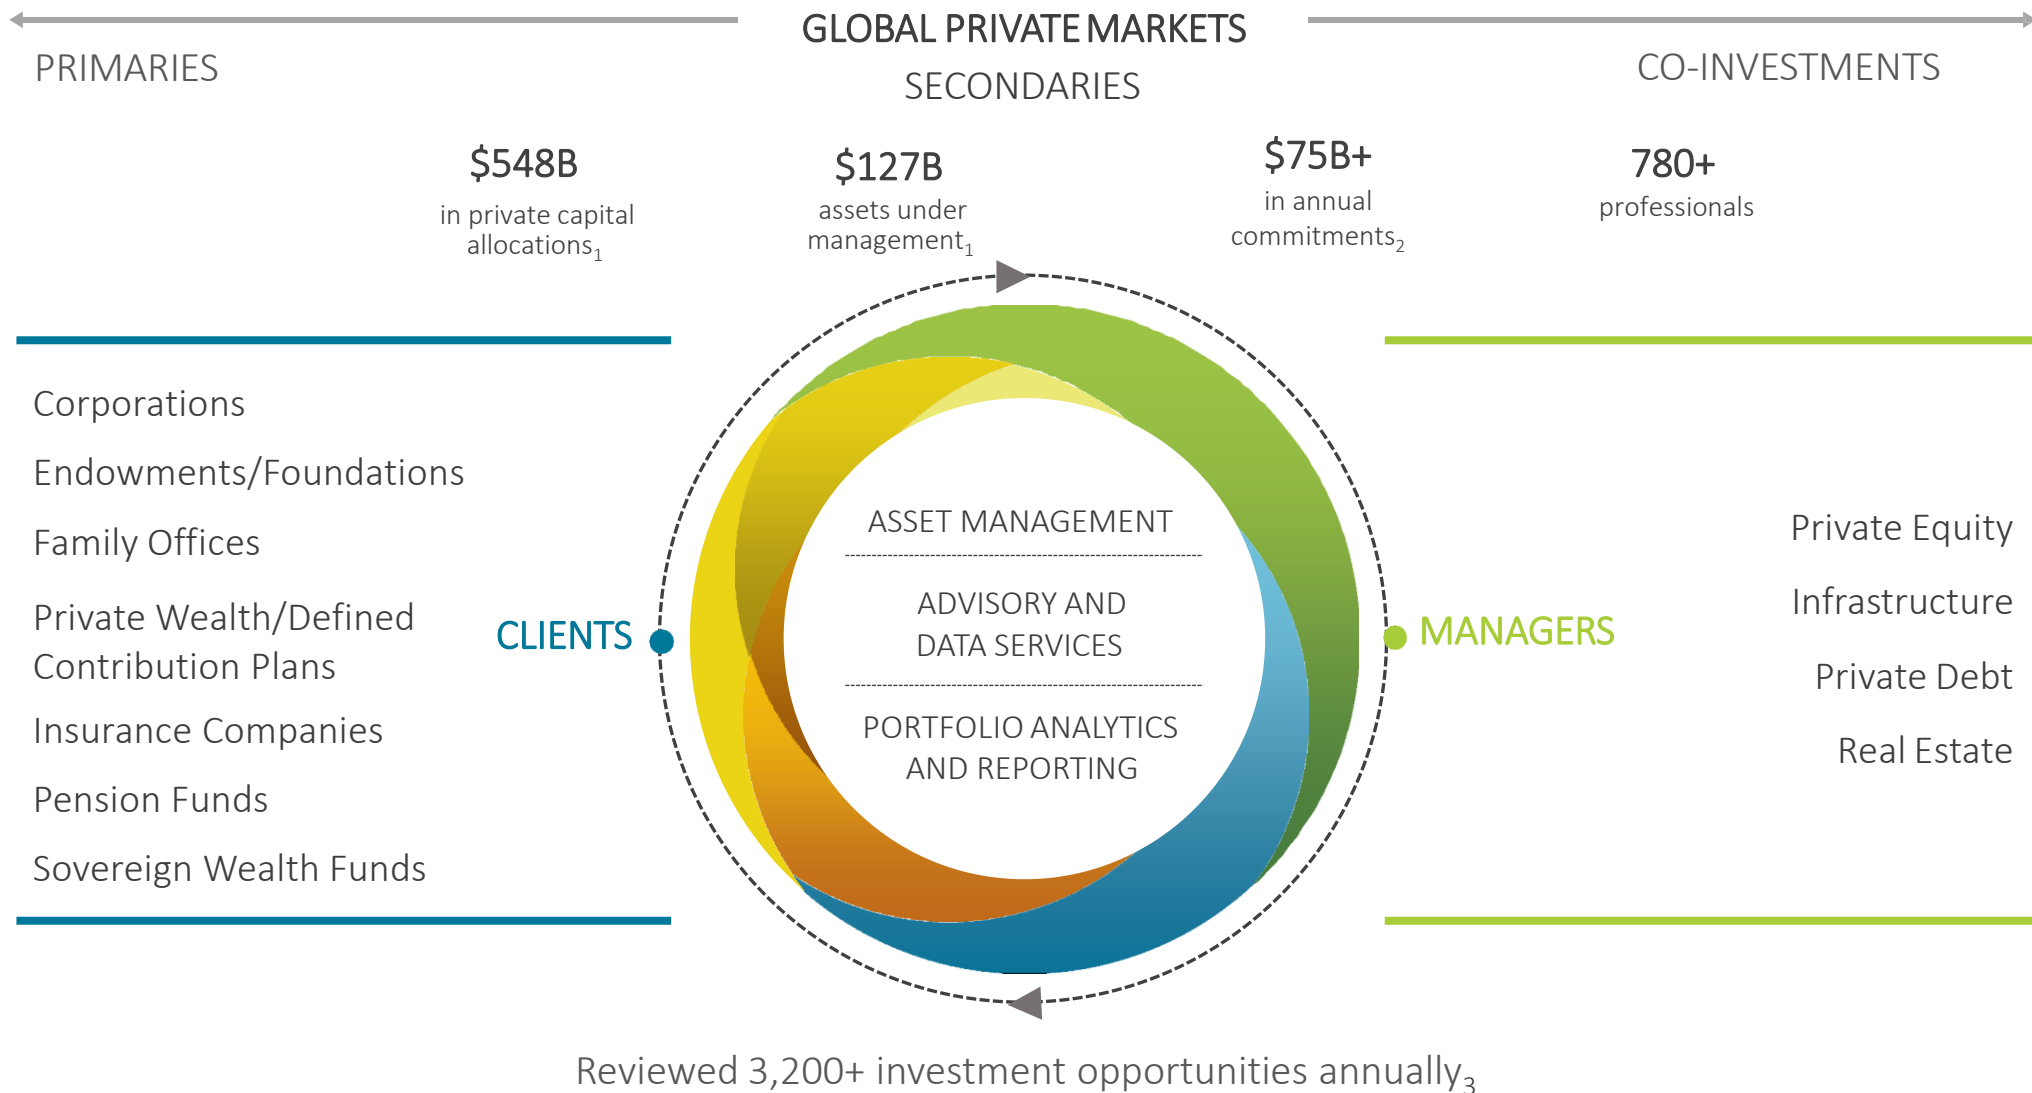 GLOBAL PRIVATE MARKETS
PRIMARIES
SECONDARIES
CO-INVESTMENTS
$548B
in private capital
allocations1
$127B
assets under
management1
$75B+
in annual
commitments2
780+
professionals
Corporations
Endowments/Foundations
Family Offices
Private Wealth/Defined
Contribution Plans
Insurance Companies
Pension Funds
Sovereign Wealth Funds
CLIENTS
ASSET MANAGEMENT
ADVISORY AND
DATA SERVICES
PORTFOLIO ANALYTICS
AND REPORTING
MANAGERS
Private Equity
Infrastructure
Private Debt
Real Estate
Reviewed 3,200+ investment opportunities annually3